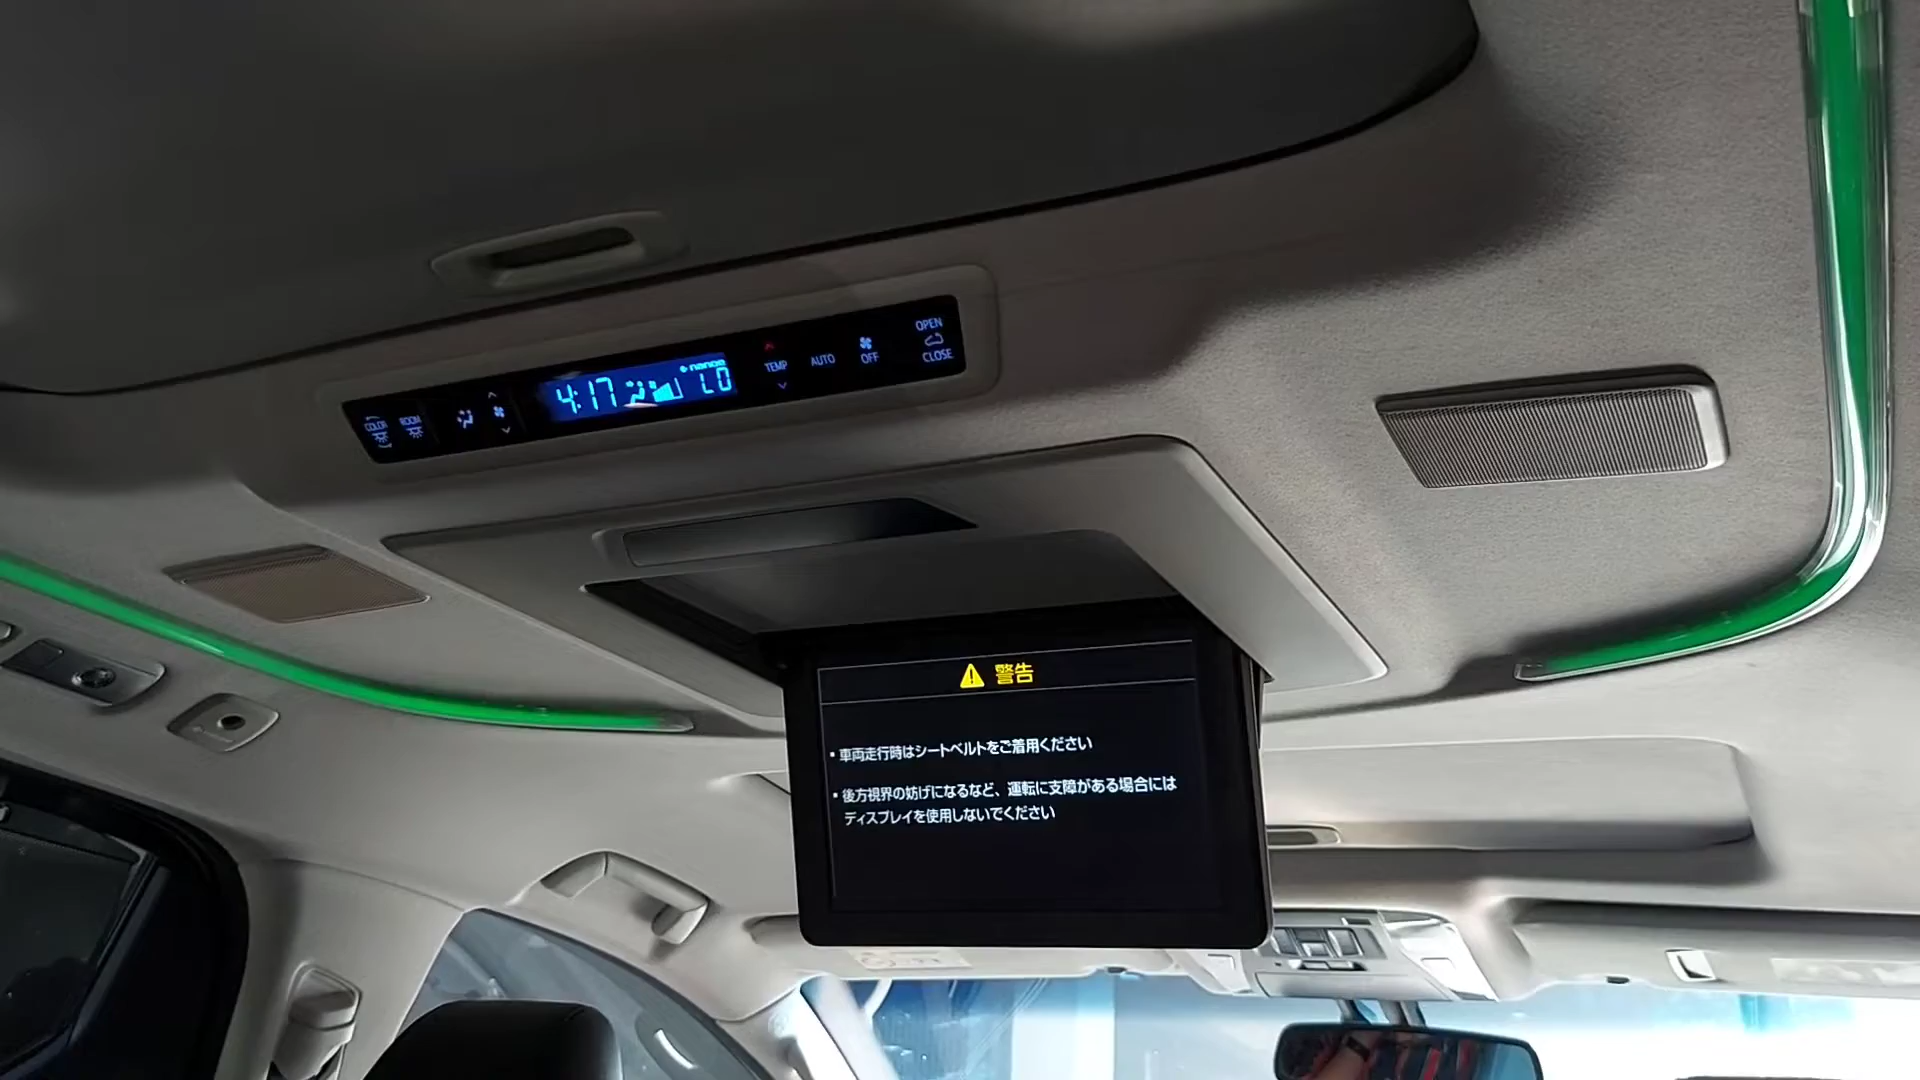 OPEN
CLOSE
OFF
AUTO
TEMP
nanoe
LO
4:17
ROOM
COLOR
警告
・車両走行時はシートベルトをご着用ください
・後方視界の妨げになるなど、運転に支障がある場合には
ディスプレイを使用しないでください